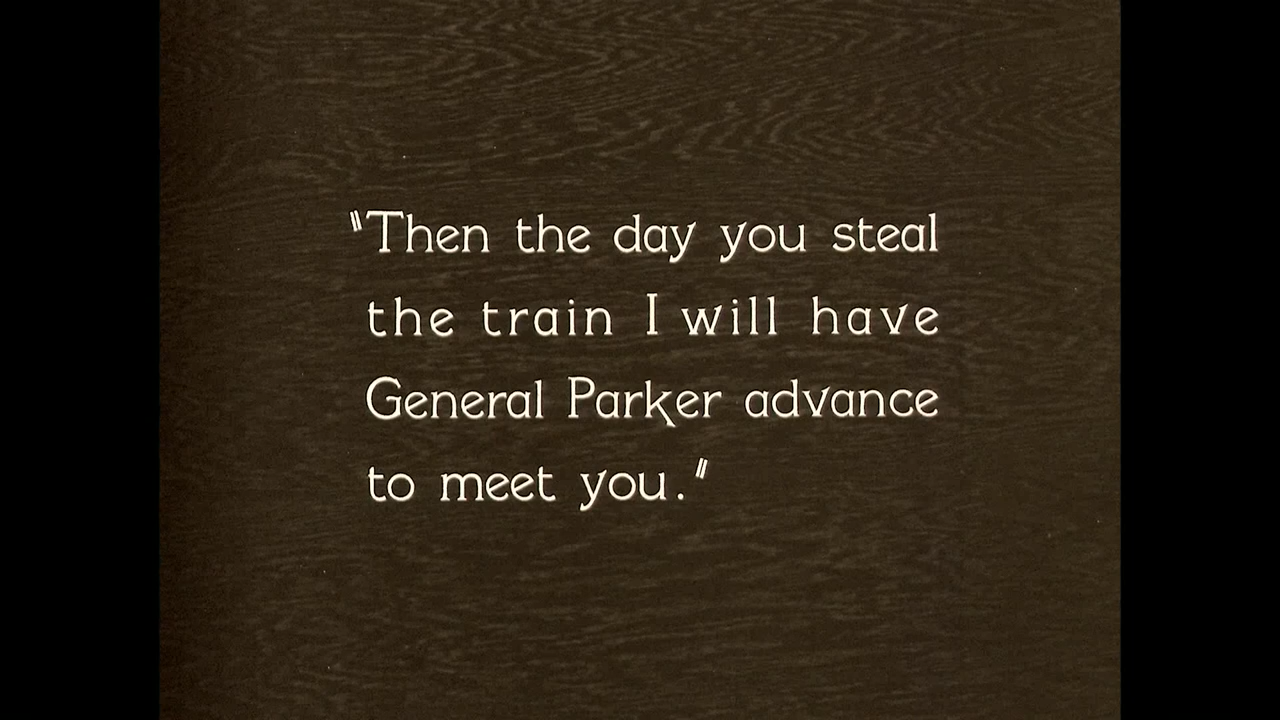 "Then the day you steal
the train I will have
General Parker advance
to meet you."